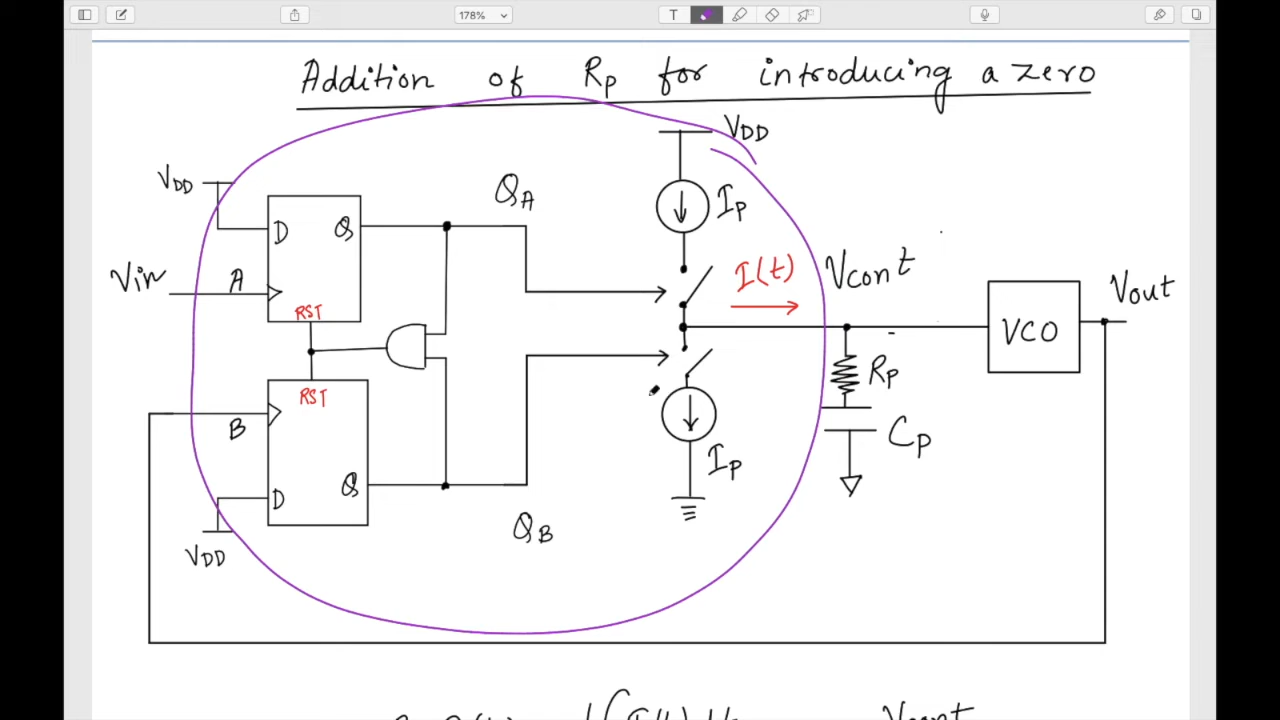 178%
T
Addition of Rp for introducing a zero
VDD
VDD
QA
Ip
D
Q
Vin
A
RST
I(t)
Vcont
Vout
VCO
Rp
RST
B
Cp
Ip
Q
D
QB
VDD
Vcont